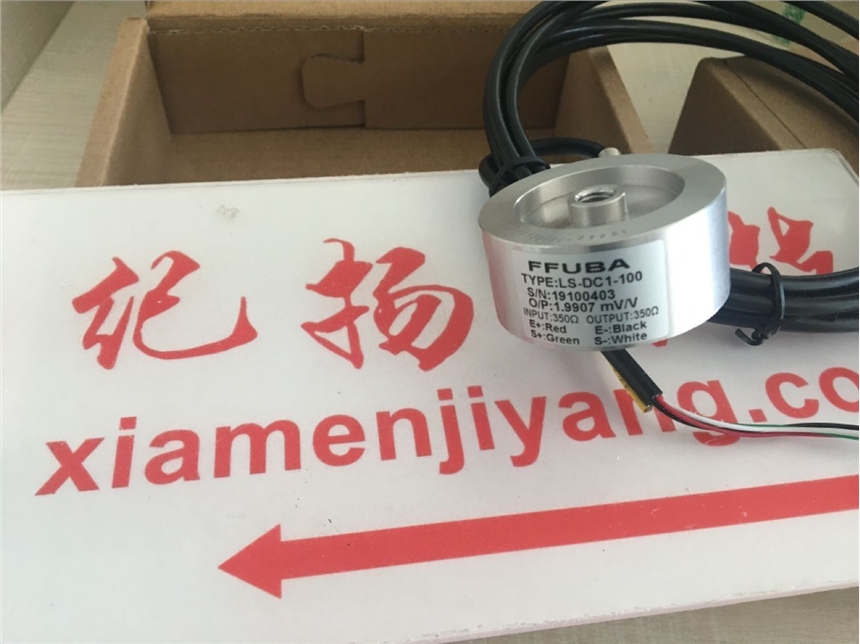 纪扬
xiamenjiyang.co
FFUBA
TYPE:LS-DC1-100
S/N:19100403
O/P:1.9907 mV/V
INPUT:350Ω OUTPUT:350Ω
E+:Red E-:Black
S+:Green S-:White